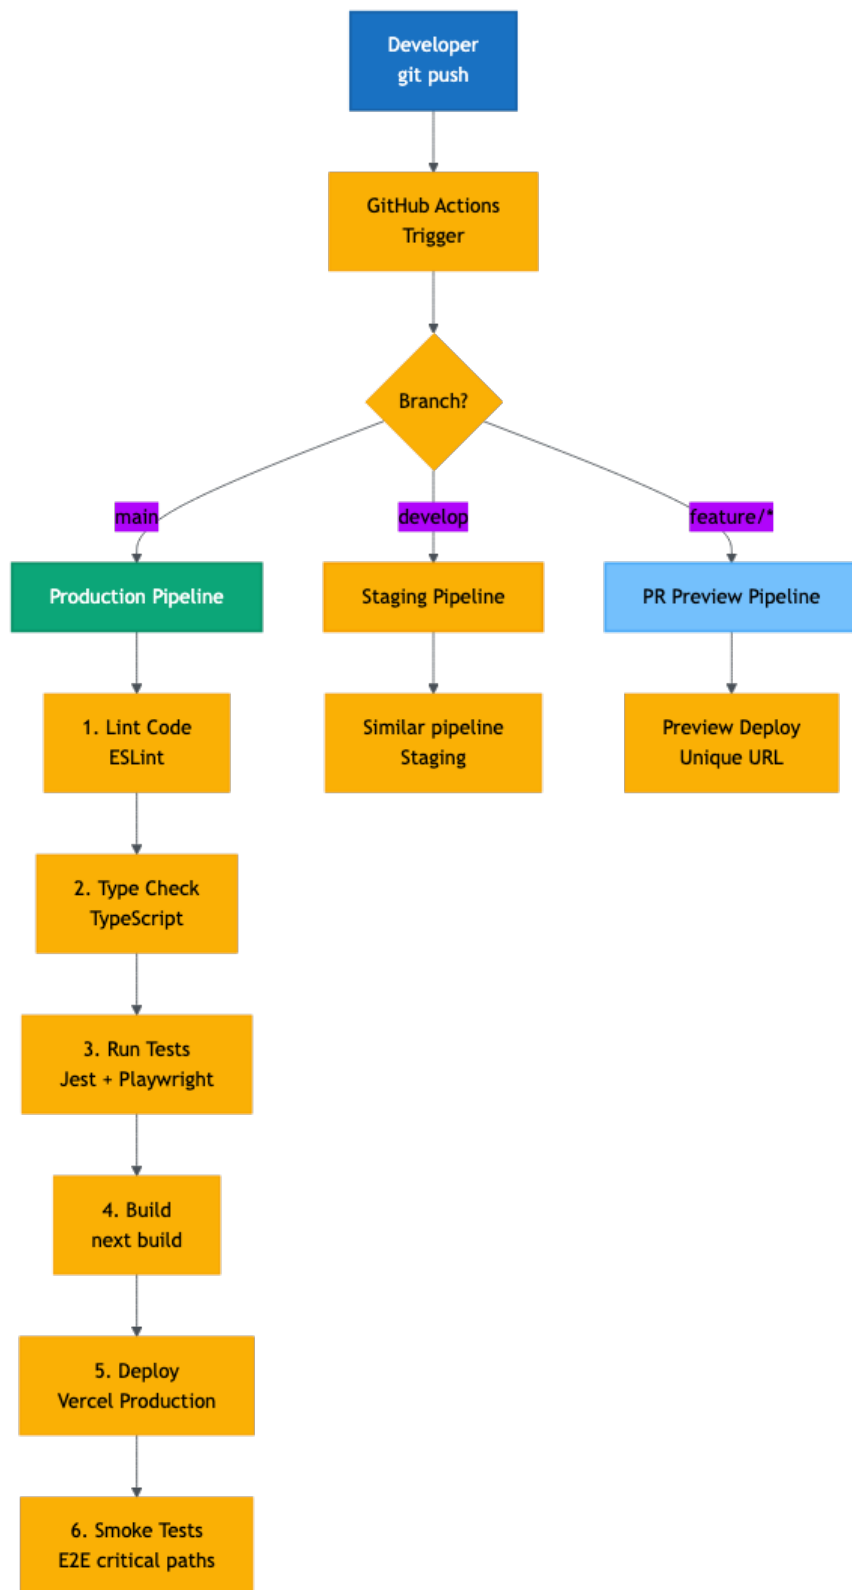 Developer
git push
GitHub Actions
Trigger
Branch?
main
develop
feature/*
Production Pipeline
Staging Pipeline
PR Preview Pipeline
1. Lint Code
ESLint
Similar pipeline
Staging
Preview Deploy
Unique URL
2. Type Check
TypeScript
3. Run Tests
Jest + Playwright
4. Build
next build
5. Deploy
Vercel Production
6. Smoke Tests
E2E critical paths